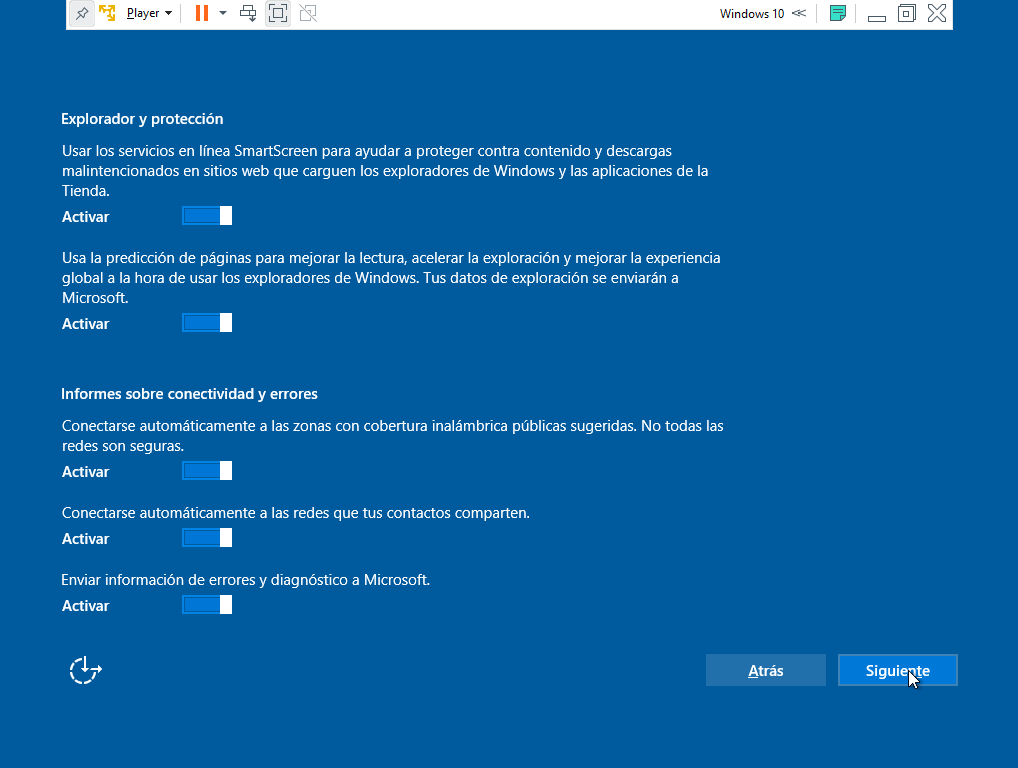 Player
Windows 10
Explorador y protección
Usar los servicios en línea SmartScreen para ayudar a proteger contra contenido y descargas
malintencionados en sitios web que carguen los exploradores de Windows y las aplicaciones de la
Tienda.
Activar
Usa la predicción de páginas para mejorar la lectura, acelerar la exploración y mejorar la experiencia
global a la hora de usar los exploradores de Windows. Tus datos de exploración se enviarán a
Microsoft.
Activar
Informes sobre conectividad y errores
Conectarse automáticamente a las zonas con cobertura inalámbrica públicas sugeridas. No todas las
redes son seguras.
Activar
Conectarse automáticamente a las redes que tus contactos comparten.
Activar
Enviar información de errores y diagnóstico a Microsoft.
Activar
Atrás
Siguiente